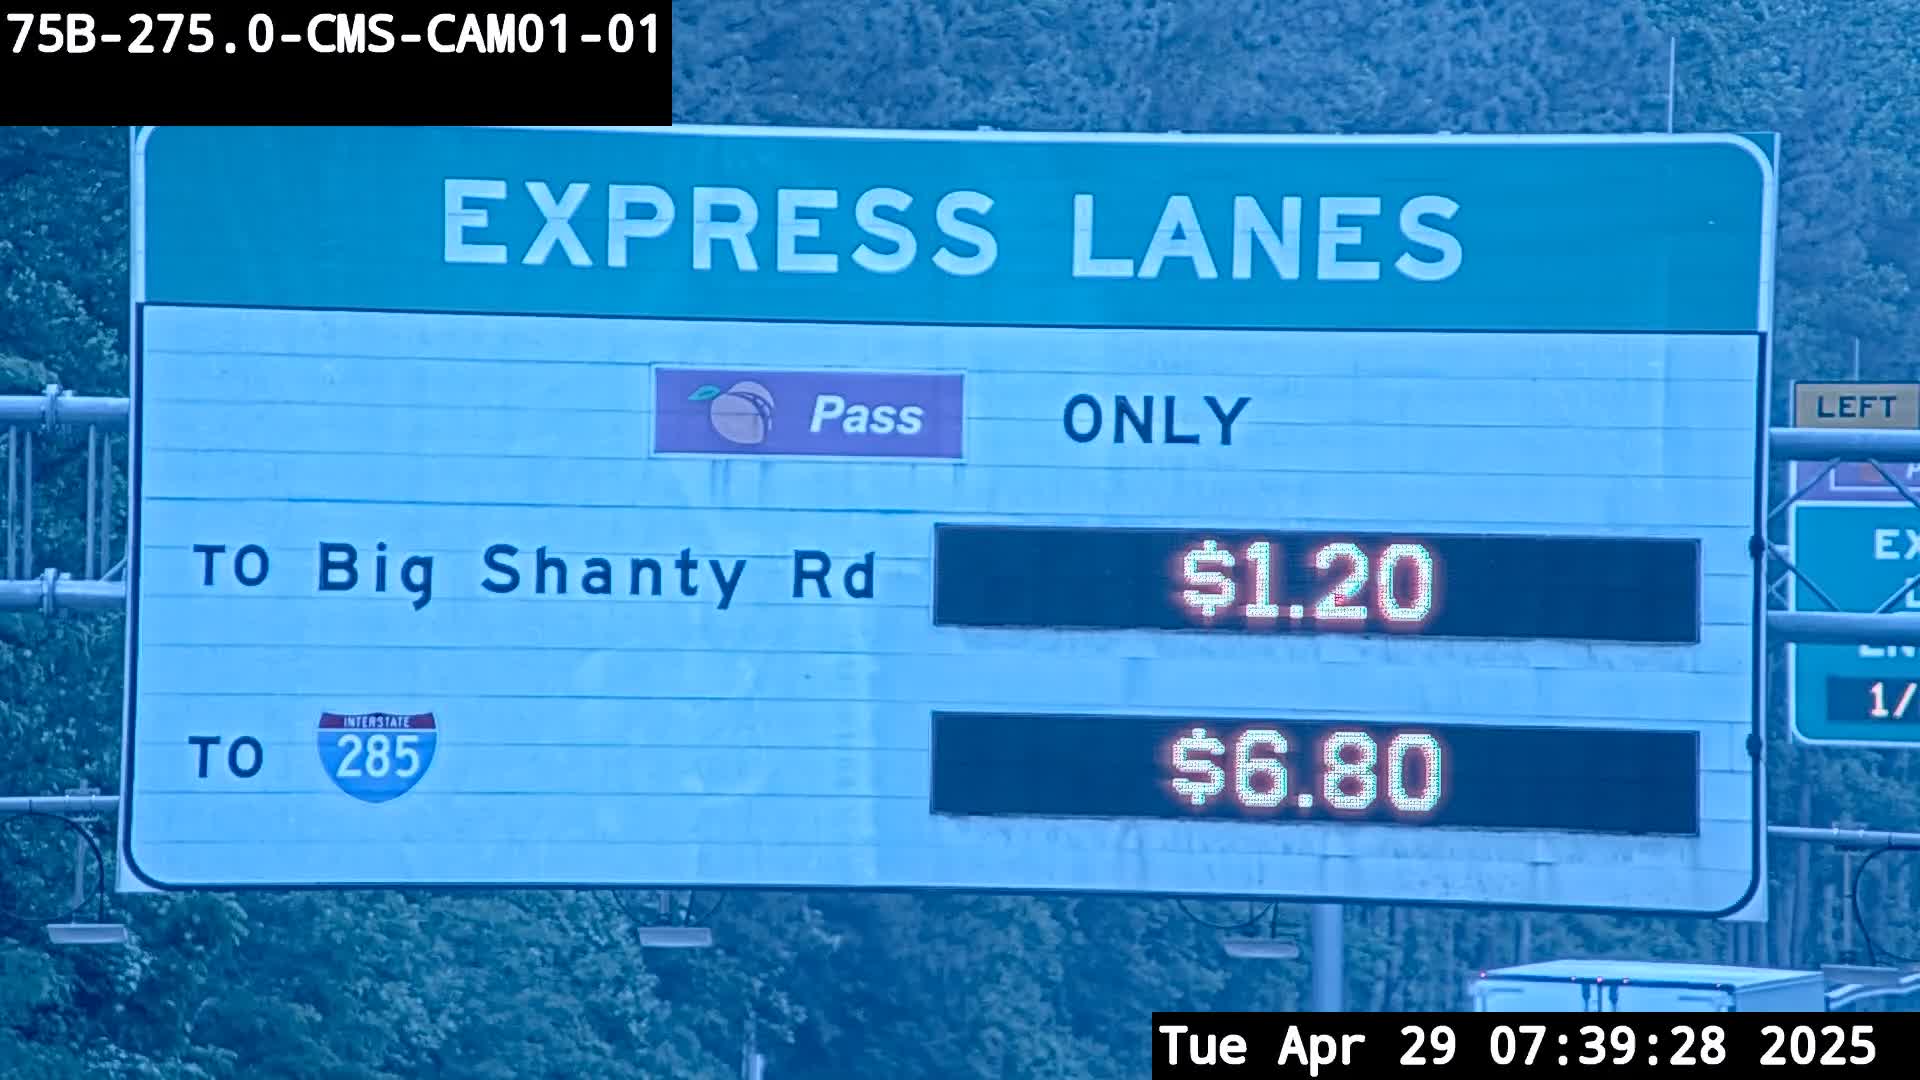 75B-275.0-CMS-CAM01-01
EXPRESS LANES
Pass ONLY
TO Big Shanty Rd $1.20
TO INTERSTATE 285 $6.80
LEFT
1/
Tue Apr 29 07:39:28 2025